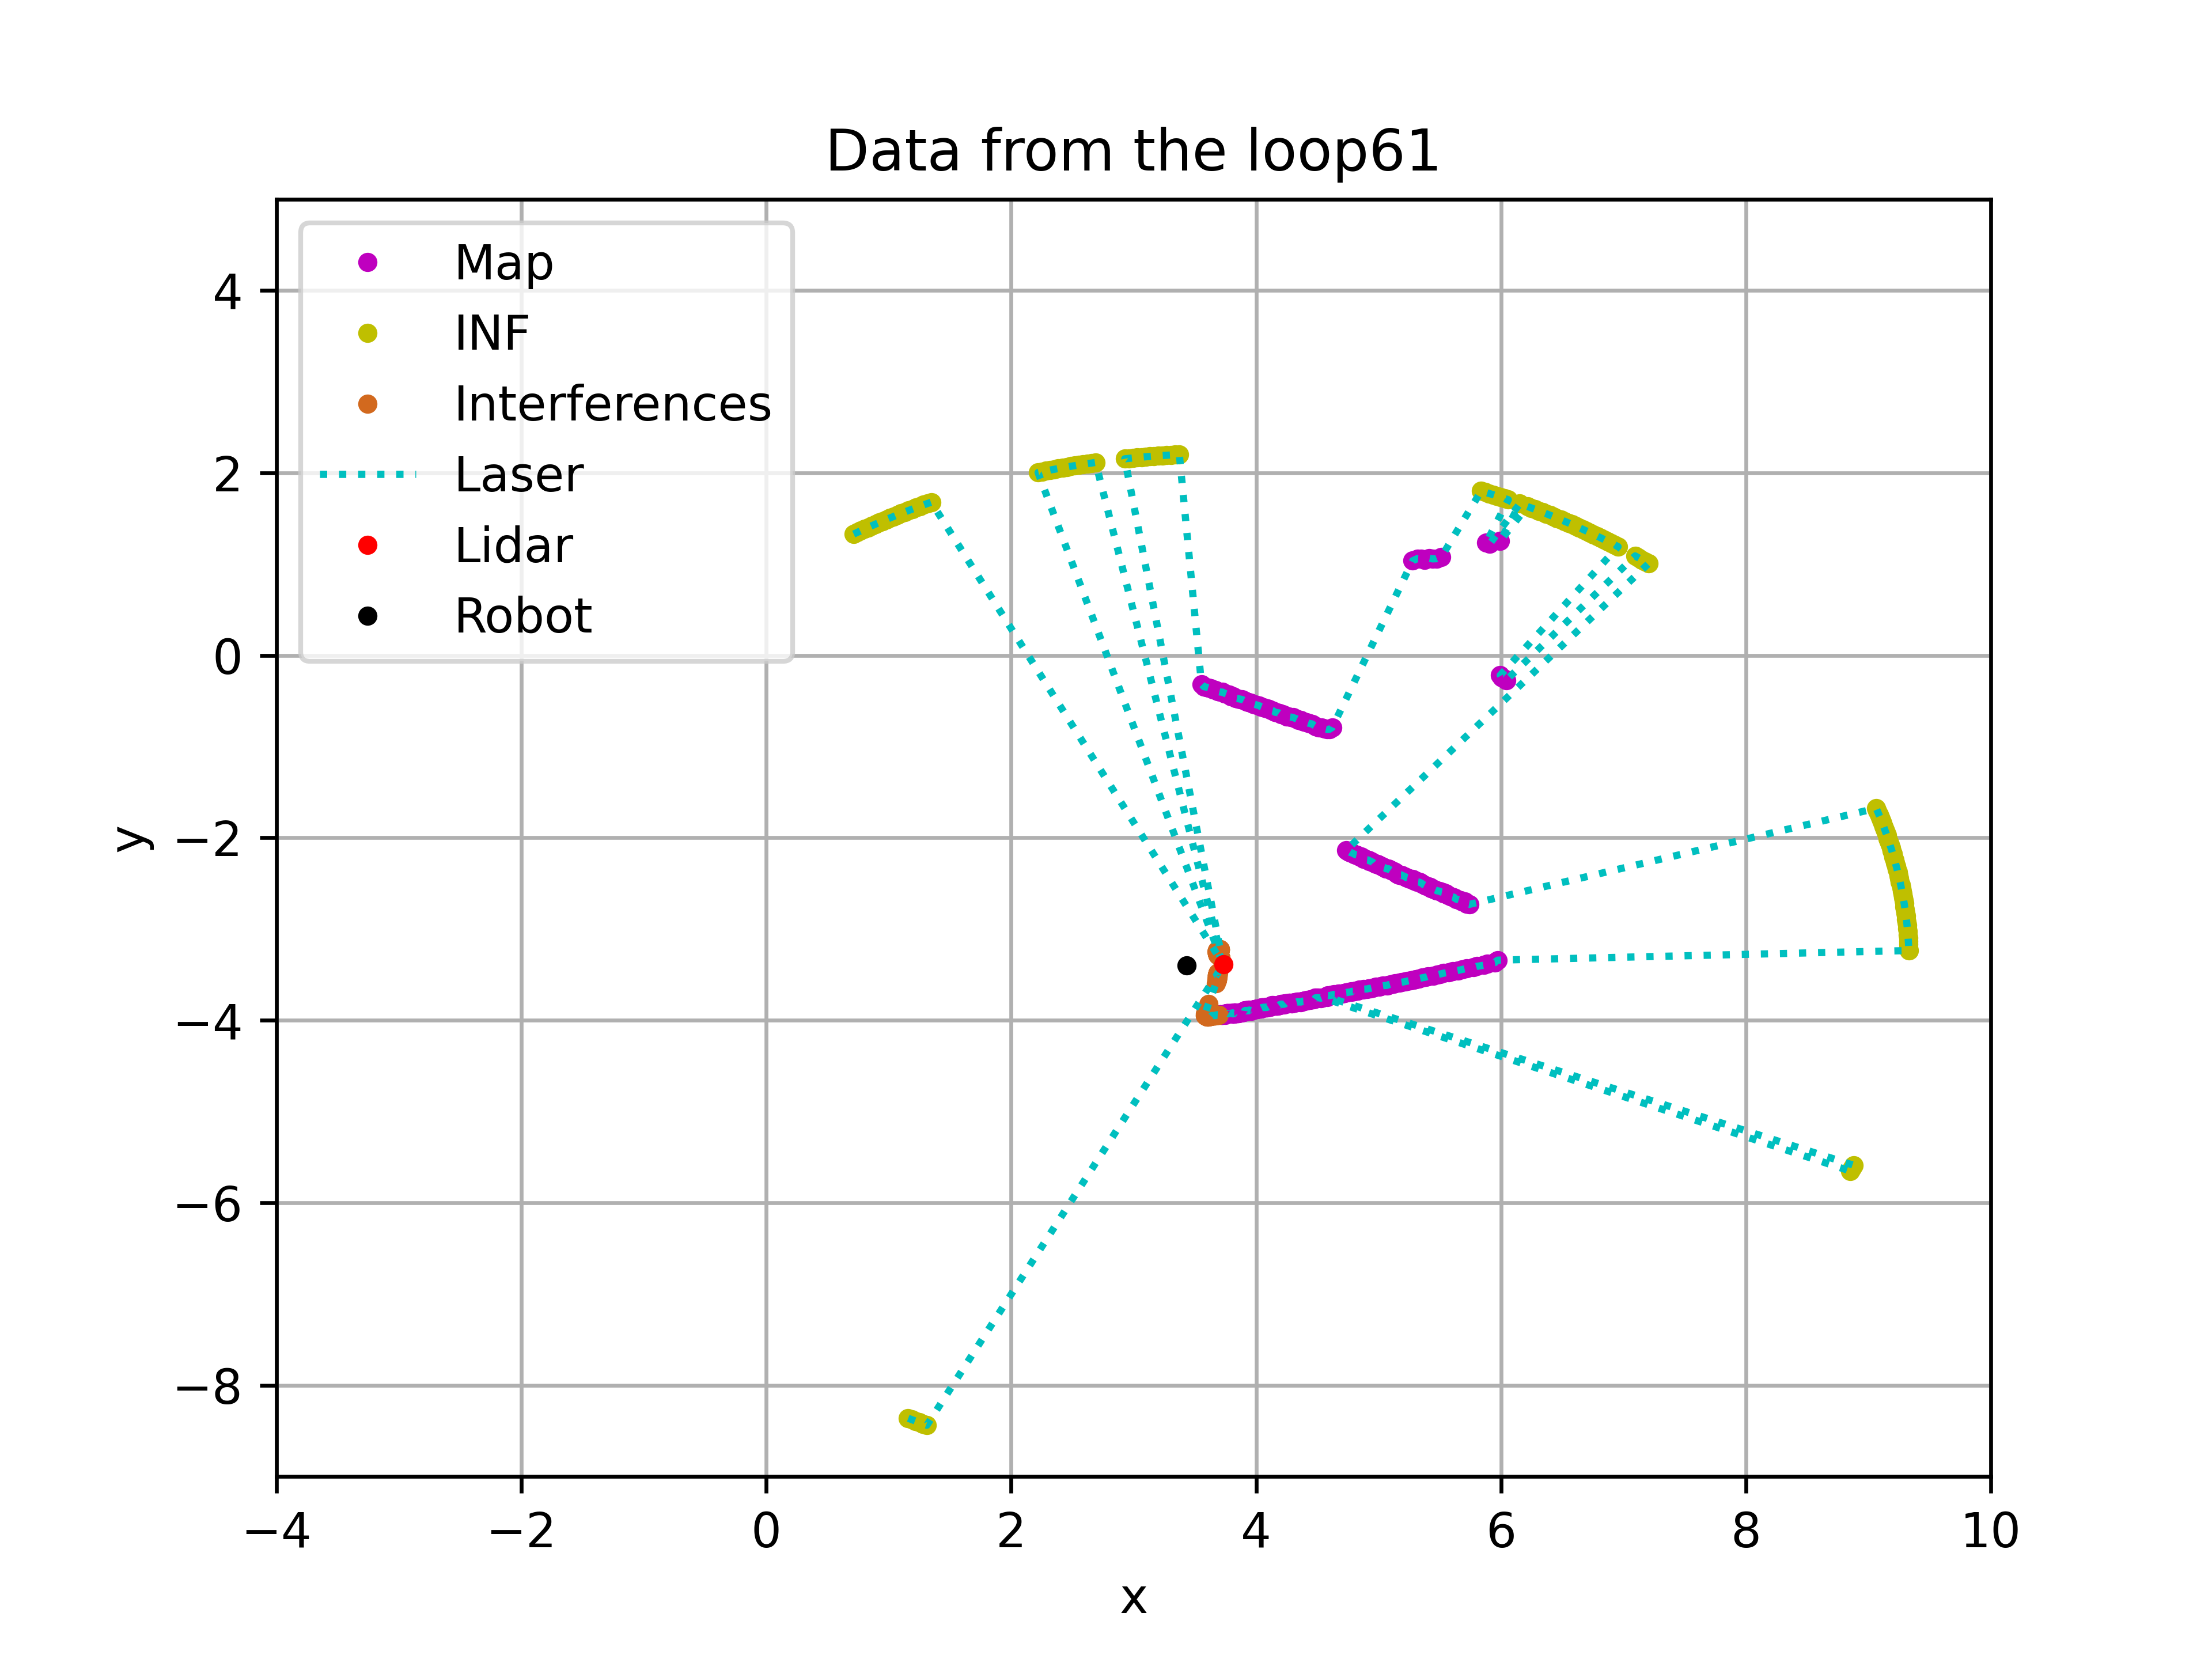 Data from the loop61
Map
INF
Interferences
Laser
Lidar
Robot
4
2
0
−2
−4
−6
−8
y
−4 −2 0 2 4 6 8 10
x